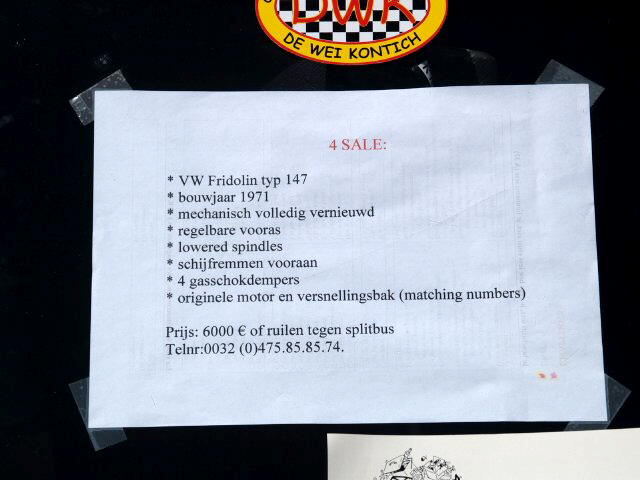 DWK
DE WEI KONTICH
4 SALE:
* VW Fridolin typ 147
* bouwjaar 1971
* mechanisch volledig vernieuwd
* regelbare vooras
* lowered spindles
* schijfremmen vooraan
* 4 gasschokdempers
* originele motor en versnellingsbak (matching numbers)
Prijs: 6000 € of ruilen tegen splitbus
Telnr:0032 (0)475.85.85.74.